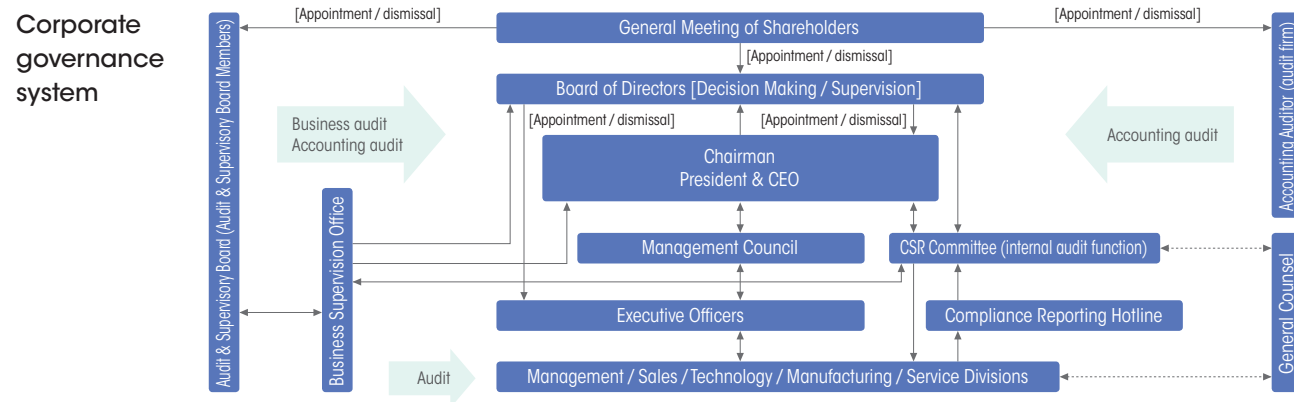 Corporate
governance
system
[Appointment / dismissal]
General Meeting of Shareholders
[Appointment / dismissal]
[Appointment / dismissal]
Board of Directors [Decision Making / Supervision]
[Appointment / dismissal]
[Appointment / dismissal]
Business audit
Accounting audit
Accounting audit
Chairman
President & CEO
Audit & Supervisory Board (Audit & Supervisory Board Members)
Accounting Auditor (audit firm)
Business Supervision Office
Management Council
CSR Committee (internal audit function)
General Counsel
Executive Officers
Compliance Reporting Hotline
Audit
Management / Sales / Technology / Manufacturing / Service Divisions